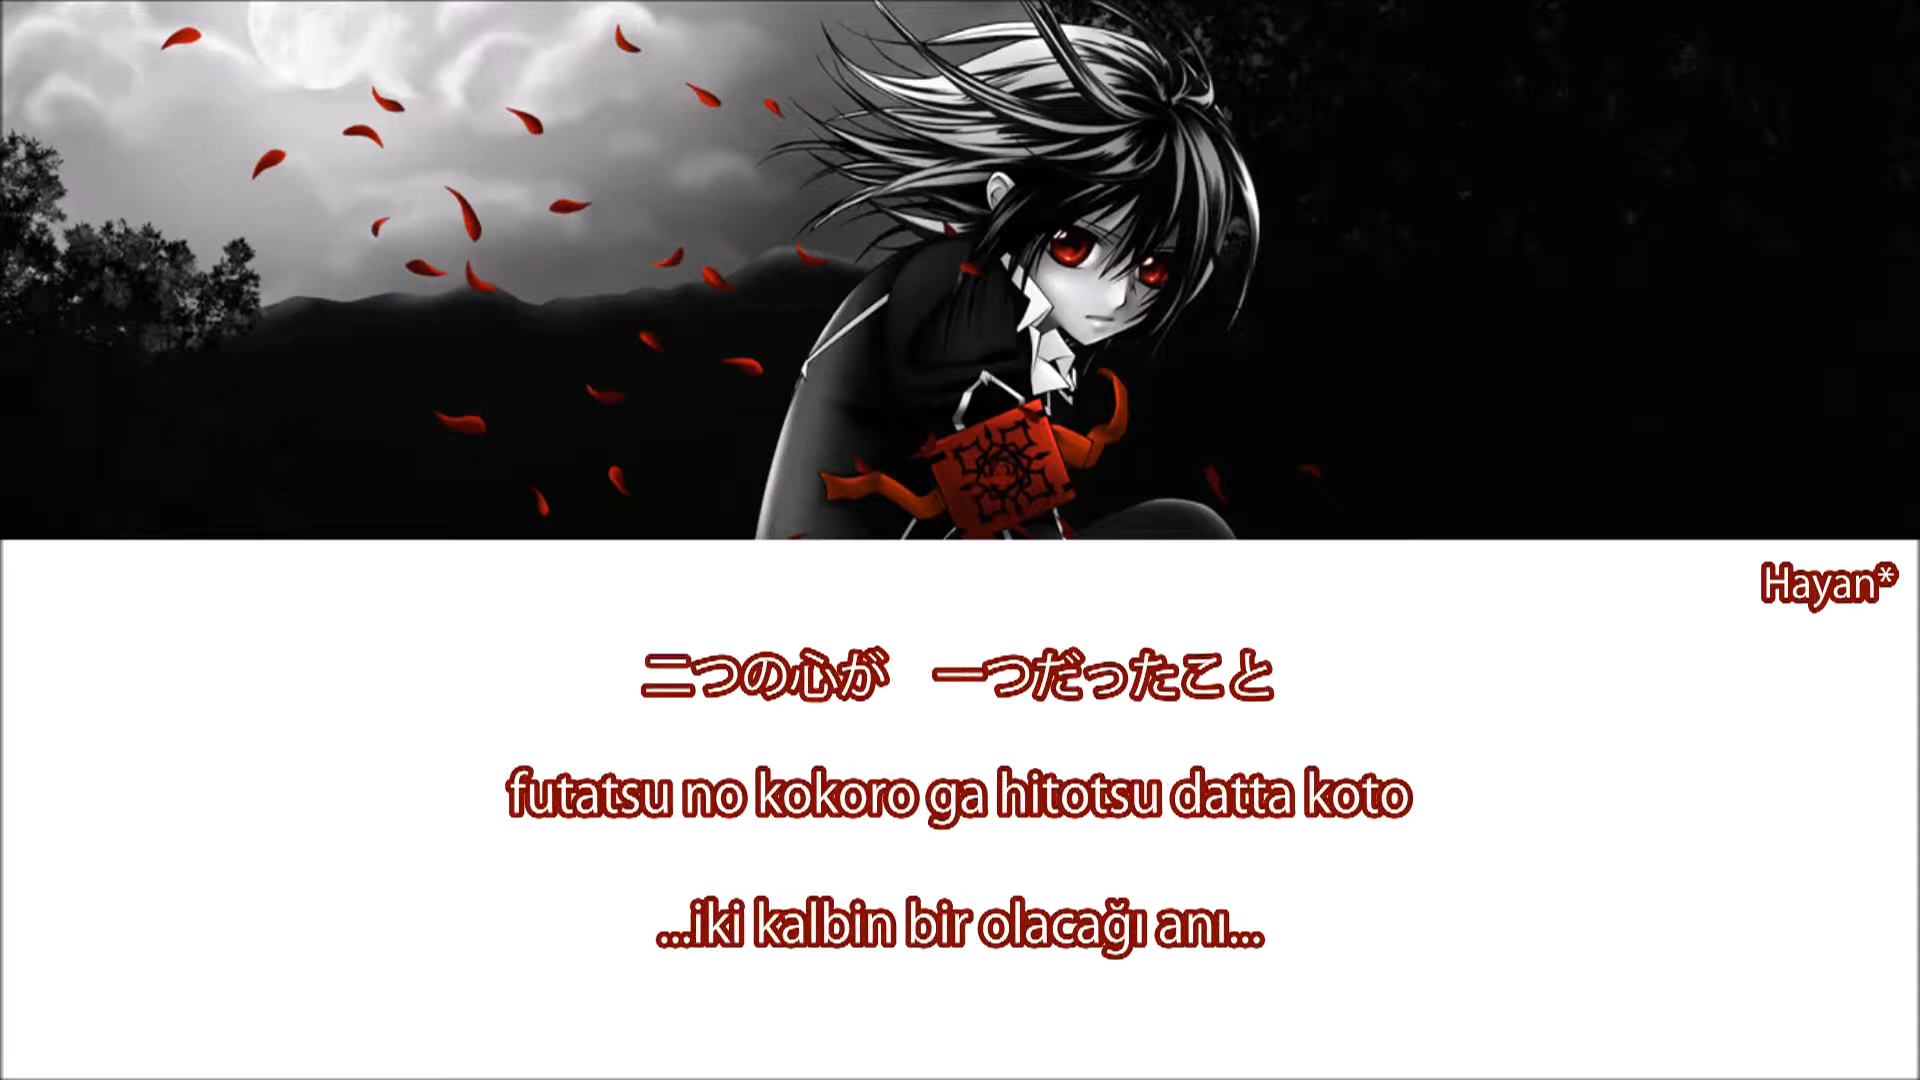 Hayan*
二つの心が　一つだったこと
futatsu no kokoro ga hitotsu datta koto
...iki kalbin bir olacağı anı...